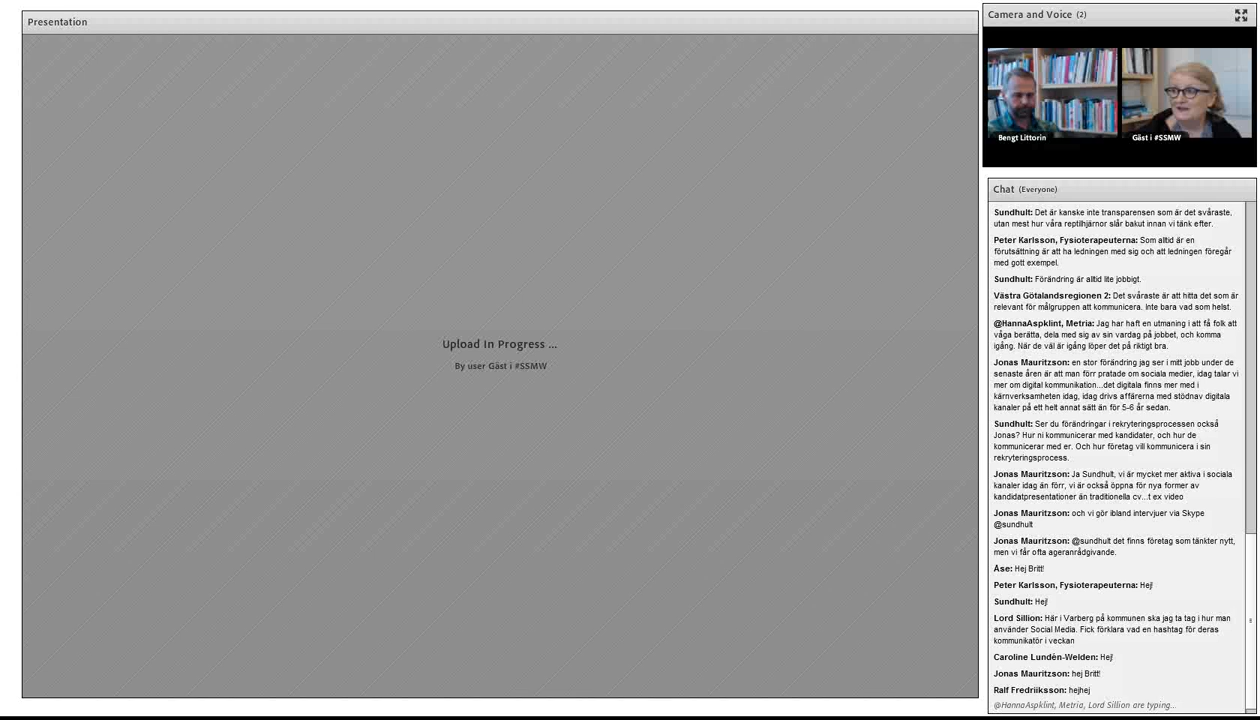 Presentation
Upload In Progress ...
By user Gäst i #SSMW
Camera and Voice (2)
Bengt Littorin
Gäst i #SSMW
Chat (Everyone)
Sundhult: Det är kanske inte transparensen som är det svåraste,
utan mest hur våra reptilhjärnor slår bakut innan vi tänk efter.
Peter Karlsson, Fysioterapeuterna: Som altid är en
förutsättning är att ha ledningen med sig och att ledningen föregår
med gott exempel.
Sundhult: Förändring är altid lite jobbigt.
Västra Götalandsregionen 2: Det svåraste är att hitta det som är
relevant för målgruppen att kommunicera. Inte bara vad som helst.
@HannaAspklint, Metria: Jag har haft en utmaning i att få folk att
våga berätta, dela med sig av sin vardag på jobbet, och komma
igång. När de väl är igång löper det på riktigt bra.
Jonas Mauritzson: en stor förändring jag ser i mitt jobb under de
senaste åren är att man förr pratade om sociala medier, idag talar vi
mer om digital kommunikation...det digitala finns mer med i
kärnverksamheten idag, idag drivs affärerna med stödnav digitala
kanaler på ett helt annat sätt än för 5-6 år sedan.
Sundhult: Ser du förändringar i rekryteringsprocessen också
Jonas? Hur ni kommunicerar med kandidater, och hur de
kommunicerar med er. Och hur företag vill kommunicera i sin
rekryteringsprocess.
Jonas Mauritzson: Ja Sundhult, vi är mycket mer aktiva i sociala
kanaler idag än förr, vi är också öppna för nya former av
kandidatpresentationer än traditionella cv...t ex video
Jonas Mauritzson: och vi gör ibland intervjuer via Skype
@sundhult
Jonas Mauritzson: @sundhult det finns företag som tänkter nytt,
men vi får ofta ageranrådgivande.
Åse: Hej Britt!
Peter Karlsson, Fysioterapeuterna: Hej!
Sundhult: Hej!
Lord Sillion: Här i Varberg på kommunen ska jag ta tag i hur man
använder Social Media. Fick förklara vad en hashtag för deras
kommunikatör i veckan
Caroline Lundén-Welden: Hej!
Jonas Mauritzson: hej Britt!
Ralf Fredriiksson: hejhej
@HannaAspklint, Metria, Lord Sillion are typing...